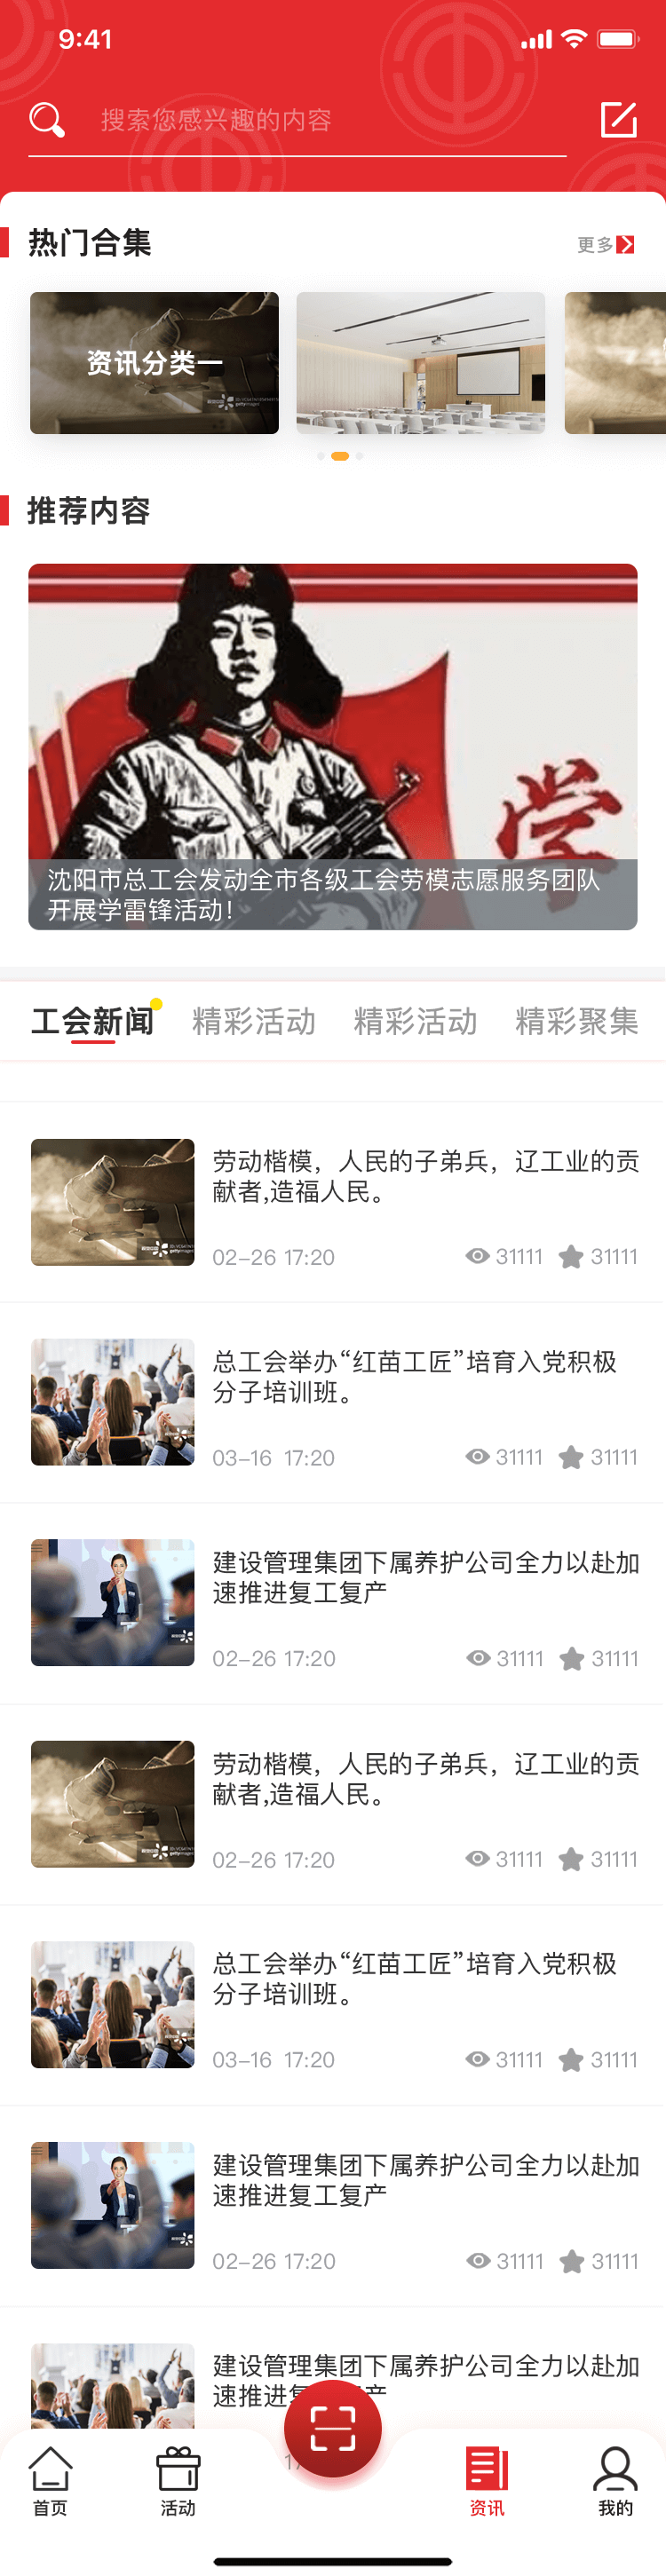 9:41
搜索您感兴趣的内容
热门合集
更多
资讯分类一
推荐内容
学
沈阳市总工会发动全市各级工会劳模志愿服务团队
开展学雷锋活动！
工会新闻
精彩活动
精彩活动
精彩聚集
劳动楷模，人民的子弟兵，辽工业的贡
献者,造福人民。
02-26 17:20
31111
31111
总工会举办“红苗工匠”培育入党积极
分子培训班。
03-16 17:20
31111
31111
建设管理集团下属养护公司全力以赴加
速推进复工复产
02-26 17:20
31111
31111
劳动楷模，人民的子弟兵，辽工业的贡
献者,造福人民。
02-26 17:20
31111
31111
总工会举办“红苗工匠”培育入党积极
分子培训班。
03-16 17:20
31111
31111
建设管理集团下属养护公司全力以赴加
速推进复工复产
02-26 17:20
31111
31111
建设管理集团下属养护公司全力以赴加
速推进
首页
活动
资讯
我的